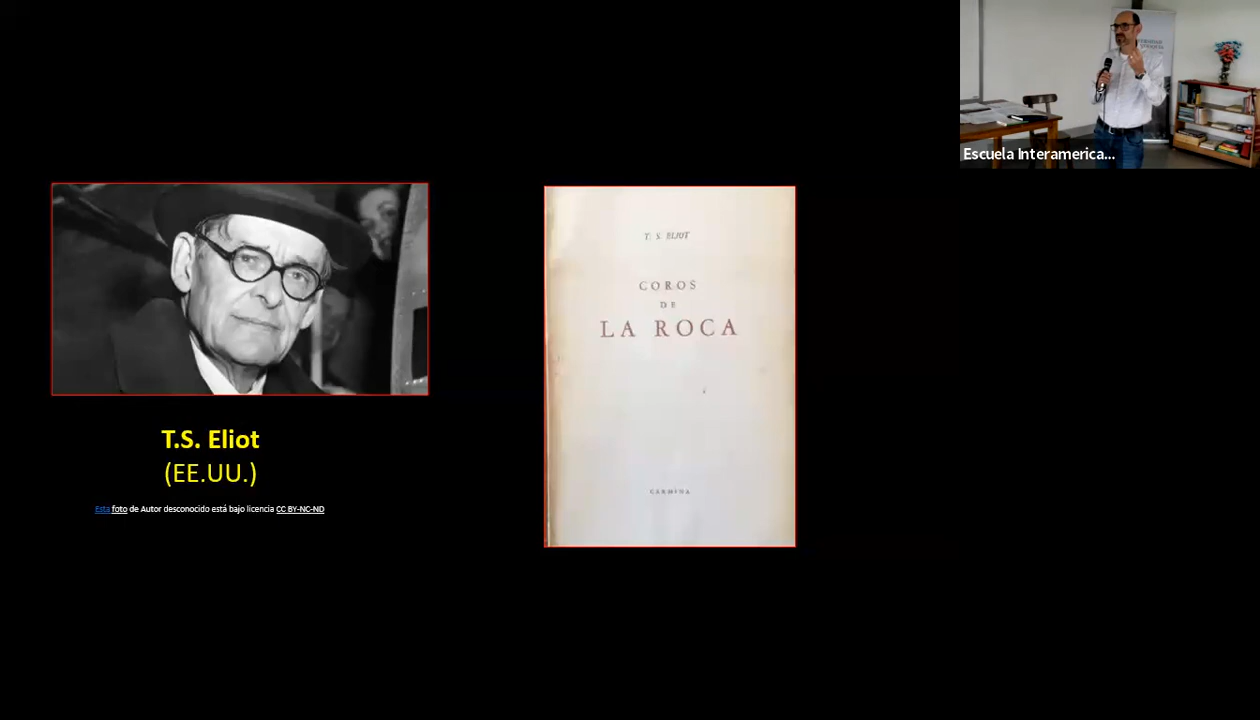 Escuela Interamerica...
T.S. Eliot
(EE.UU.)
Esta foto de Autor desconocido está bajo licencia CC BY-NC-ND
T. S. ELIOT
COROS
DE
LA ROCA